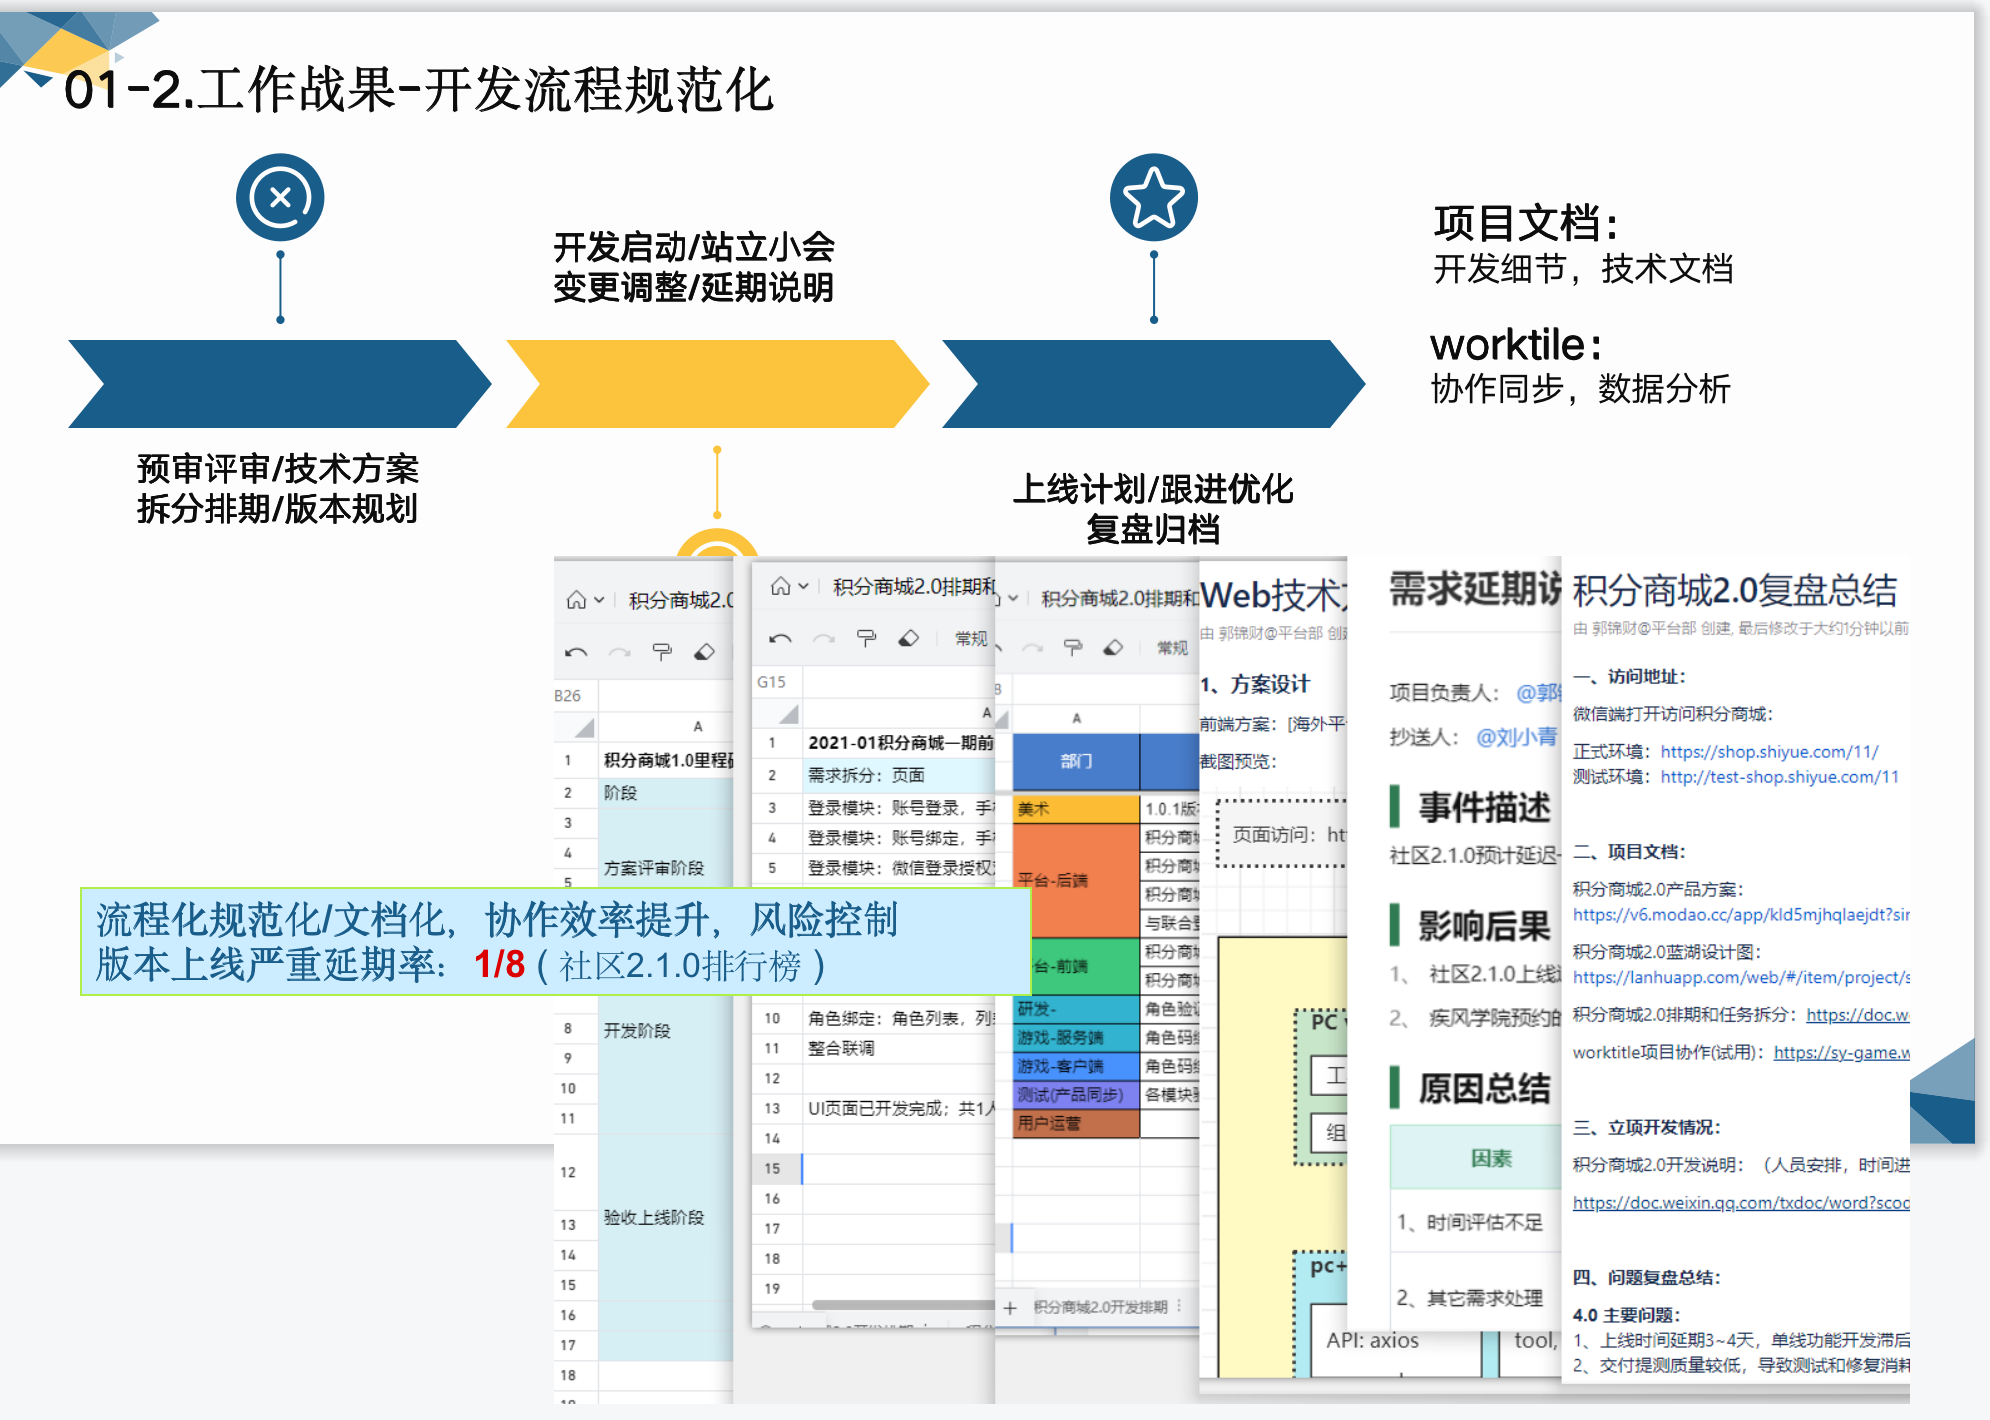 01-2.工作战果-开发流程规范化
开发启动/站立小会
变更调整/延期说明
项目文档：
开发细节，技术文档
worktile：
协作同步，数据分析
预审评审/技术方案
拆分排期/版本规划
上线计划/跟进优化
复盘归档
流程化规范化/文档化，协作效率提升，风险控制
版本上线严重延期率：1/8（社区2.1.0排行榜）
积分商城2.0
B26
A
1 积分商城1.0里程
2 阶段
3
4 方案评审阶段
5
8 开发阶段
9
10
11
12
13 验收上线阶段
14
15
16
17
18
积分商城2.0排期和
常规
G15
A
1 2021-01积分商城一期前
2 需求拆分：页面
3 登录模块：账号登录，手
4 登录模块：账号绑定，手
5 登录模块：微信登录授权
10 角色绑定：角色列表，列
11 整合联调
12
13 UI页面已开发完成；共1人
14
15
16
17
18
19
积分商城2.0排期和
常规
A
部门
美术 1.0.1版
平台-后端
积分商
积分商
积分商
与联合
台-前端
积分商
积分商
研发- 角色验
游戏-服务端 角色码
游戏-客户端 角色码
测试(产品同步) 各模块
用户运营
积分商城2.0开发排期
Web技术
由 郭锦财@平台部 创
1、方案设计
前端方案：[海外平
截图预览：
页面访问：ht
PC
工
组
pc+
API: axios
tool,
需求延期说
项目负责人：@郭
抄送人：@刘小青
事件描述
社区2.1.0预计延迟
影响后果
1、 社区2.1.0上线
2、 疾风学院预约的
原因总结
因素
1、时间评估不足
2、其它需求处理
积分商城2.0复盘总结
由 郭锦财@平台部 创建, 最后修改于大约1分钟以前
一、访问地址：
微信端打开访问积分商城：
正式环境：https://shop.shiyue.com/11/
测试环境：http://test-shop.shiyue.com/11
二、项目文档：
积分商城2.0产品方案：
https://v6.modao.cc/app/kld5mjhqlaejdt?sir
积分商城2.0蓝湖设计图：
https://lanhuapp.com/web/#/item/project/s
积分商城2.0排期和任务拆分：https://doc.w
worktitle项目协作(试用)：https://sy-game.w
三、立项开发情况：
积分商城2.0开发说明：（人员安排，时间进
https://doc.weixin.qq.com/txdoc/word?scod
四、问题复盘总结：
4.0 主要问题：
1、上线时间延期3~4天，单线功能开发滞后
2、交付提测质量较低，导致测试和修复消耗